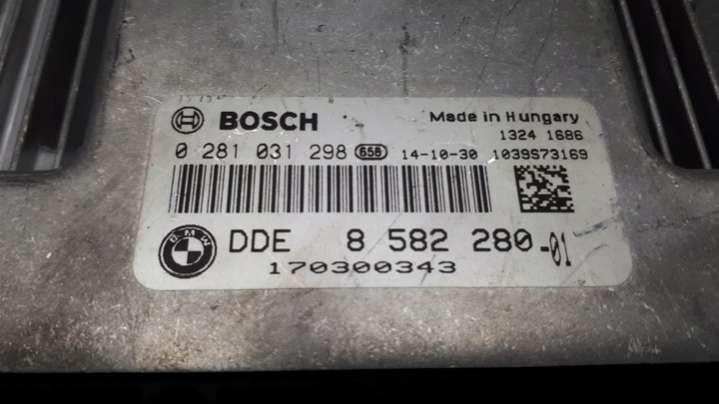 BOSCH Made in Hungary
1324 1686
0 281 031 298 658 14-10-30 1039S73169
BMW DDE 8 582 280-01
170300343